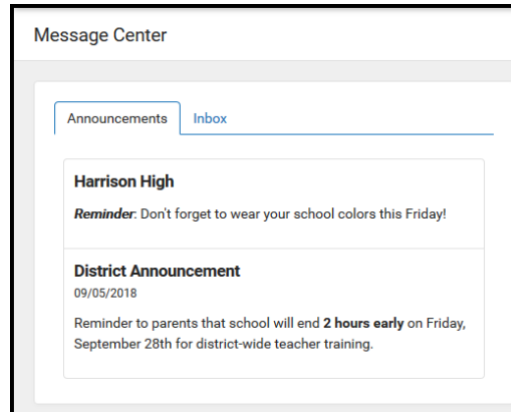 Message Center
Announcements
Inbox
Harrison High
Reminder: Don't forget to wear your school colors this Friday!
District Announcement
09/05/2018
Reminder to parents that school will end 2 hours early on Friday,
September 28th for district-wide teacher training.